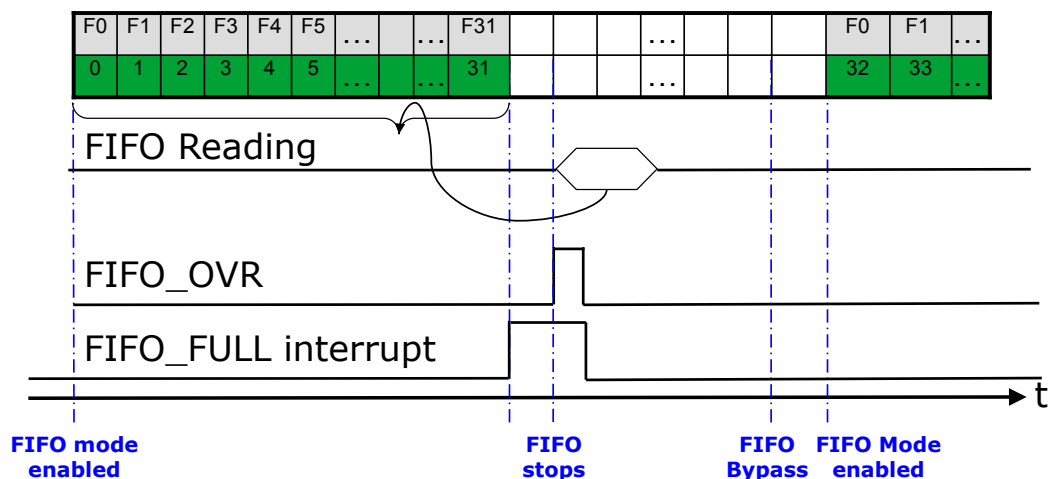 F0 F1 F2 F3 F4 F5 ... ... F31 ... F0 F1 ...
0 1 2 3 4 5 ... ... 31 ... 32 33 ...
FIFO Reading
FIFO_OVR
FIFO_FULL interrupt
t
FIFO mode enabled
FIFO stops
FIFO Bypass
FIFO Mode enabled